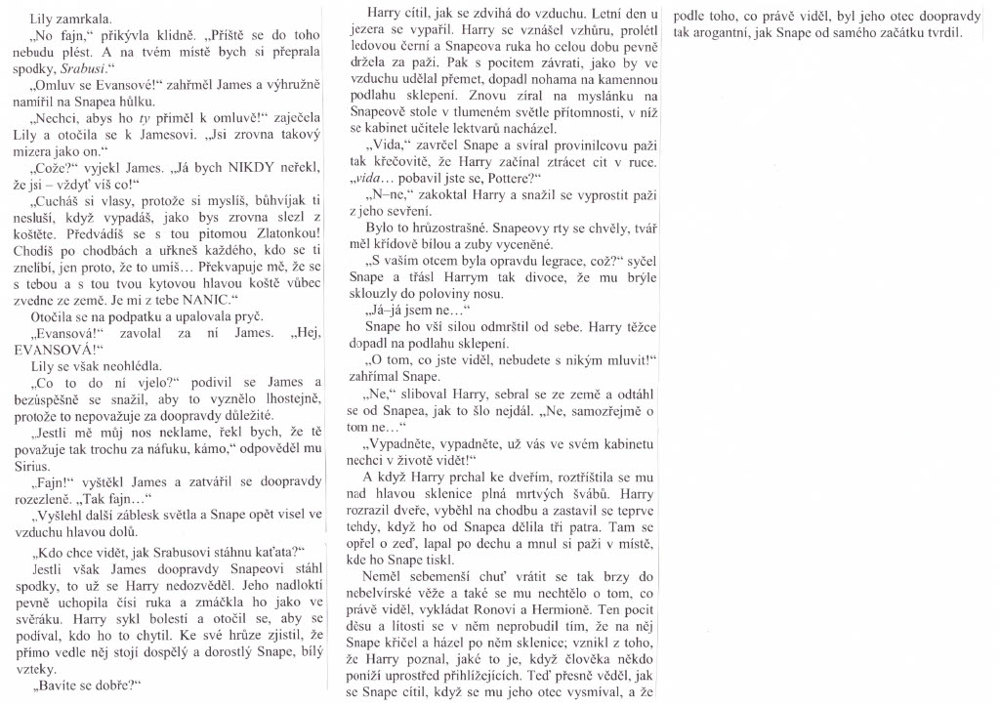 Lily zamrkala.
„No fajn,“ přikývla klidně. „Příště se do toho
nebudu plést. A na tvém místě bych si přeprala
spodky, Srabusi.“
„Omluv se Evansové!“ zahřměl James a výhružně
namířil na Snapea hůlku.
„Nechci, abys ho ty přiměl k omluvě!“ zaječela
Lily a otočila se k Jamesovi. „Jsi zrovna takový
mizera jako on.“
„Cože?“ vyjekl James. „Já bych NIKDY neřekl,
že jsi – vždyť víš co!“
„Cucháš si vlasy, protože si myslíš, bůhvíjak ti
nesluší, když vypadáš, jako bys zrovna slezl z
koštěte. Předvádíš se s tou pitomou Zlatonkou!
Chodíš po chodbách a uřkneš každého, kdo se ti
znelíbí, jen proto, že to umíš... Překvapuje mě, že se
s tebou a s tou tvou kytovou hlavou koště vůbec
zvedne ze země. Je mi z tebe NANIC.“
Otočila se na podpatku a upalovala pryč.
„Evansová!“ zavolal za ní James. „Hej,
EVANSOVÁ!“
Lily se však neohlédla.
„Co to do ní vjelo?“ podivil se James a
bezúspěšně se snažil, aby to vyznělo lhostejně,
protože to nepovažuje za doopravdy důležité.
„Jestli mě můj nos neklame, řekl bych, že tě
považuje tak trochu za náfuku, kámo,“ odpověděl mu
Sirius.
„Fajn!“ vyštěkl James a zatvářil se doopravdy
rozezleně. „Tak fajn...“
„Vyšlehl další záblesk světla a Snape opět visel ve
vzduchu hlavou dolů.
„Kdo chce vidět, jak Srabusovi stáhnu kaťata?“
Jestli však James doopravdy Snapeovi stáhl
spodky, to už se Harry nedozvěděl. Jeho nadloktí
pevně uchopila čísi ruka a zmáčkla ho jako ve
svěráku. Harry sykl bolestí a otočil se, aby se
podíval, kdo ho to chytil. Ke své hrůze zjistil, že
přímo vedle něj stojí dospělý a dorostlý Snape, bílý
vzteky.
„Bavíte se dobře?“
Harry cítil, jak se zdvihá do vzduchu. Letní den u
jezera se vypařil. Harry se vznášel vzhůru, prolétl
ledovou černí a Snapeova ruka ho celou dobu pevně
držela za paži. Pak s pocitem závrati, jako by ve
vzduchu udělal přemet, dopadl nohama na kamennou
podlahu sklepení. Znovu zíral na myslánku na
Snapeově stole v tlumeném světle přítomnosti, v níž
se kabinet učitele lektvarů nacházel.
„Vida,“ zavrčel Snape a svíral provinilcovu paži
tak křečovitě, že Harry začínal ztrácet cit v ruce.
„vida... pobavil jste se, Pottere?“
„N–ne,“ zakoktal Harry a snažil se vyprostit paži
z jeho sevření.
Bylo to hrůzostrašné. Snapeovy rty se chvěly, tvář
měl křídově bílou a zuby vyceněné.
„S vaším otcem byla opravdu legrace, což?“ syčel
Snape a třásl Harrym tak divoce, že mu brýle
sklouzly do poloviny nosu.
„Já–já jsem ne...“
Snape ho vší silou odmrštil od sebe. Harry těžce
dopadl na podlahu sklepení.
„O tom, co jste viděl, nebudete s nikým mluvit!“
zahřímal Snape.
„Ne,“ sliboval Harry, sebral se ze země a odtáhl
se od Snapea, jak to šlo nejdál. „Ne, samozřejmě o
tom ne...“
„Vypadněte, vypadněte, už vás ve svém kabinetu
nechci v životě vidět!“
A když Harry prchal ke dveřím, roztříštila se mu
nad hlavou sklenice plná mrtvých švábů. Harry
rozrazil dveře, vyběhl na chodbu a zastavil se teprve
tehdy, když ho od Snapea dělila tři patra. Tam se
opřel o zeď, lapal po dechu a mnul si paži v místě,
kde ho Snape tiskl.
Neměl sebemenší chuť vrátit se tak brzy do
nebelvírské věže a také se mu nechtělo o tom, co
právě viděl, vykládat Ronovi a Hermioně. Ten pocit
děsu a lítosti se v něm neprobudil tím, že na něj
Snape křičel a házel po něm sklenice; vznikl z toho,
že Harry poznal, jaké to je, když člověka někdo
poníží uprostřed přihlížejících. Teď přesně věděl, jak
se Snape cítil, když se mu jeho otec vysmíval, a že
podle toho, co právě viděl, byl jeho otec doopravdy
tak arogantní, jak Snape od samého začátku tvrdil.